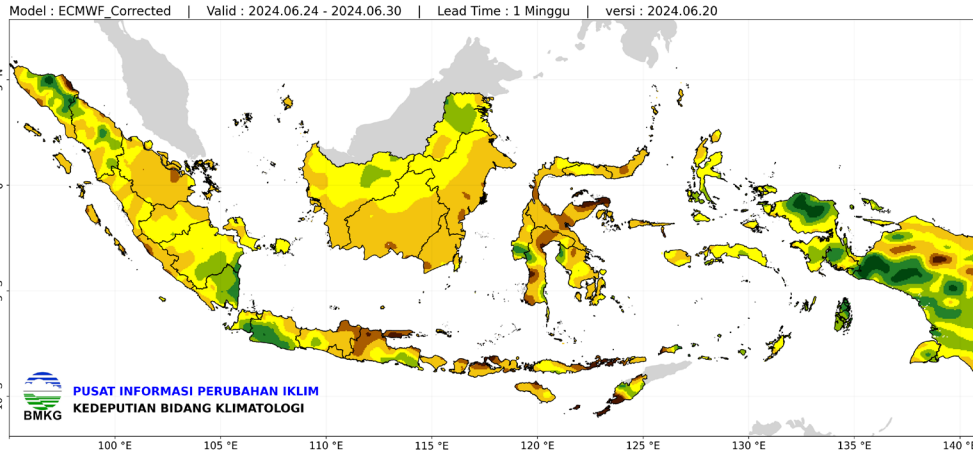 Model : ECMWF_Corrected | Valid : 2024.06.24 - 2024.06.30 | Lead Time : 1 Minggu | versi : 2024.06.20
PUSAT INFORMASI PERUBAHAN IKLIM
KEDEPUTIAN BIDANG KLIMATOLOGI
BMKG
100°E 105°E 110°E 115°E 120°E 125°E 130°E 135°E 140°E